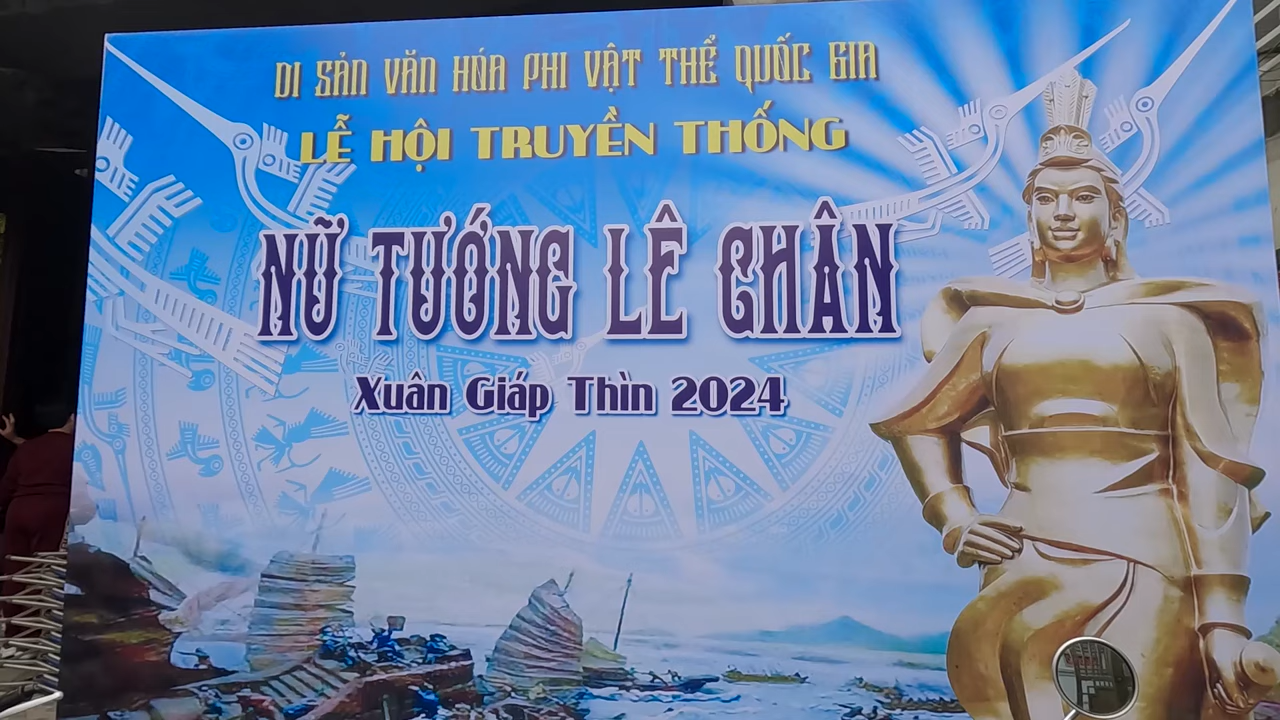 DI SẢN VĂN HÓA PHI VẬT THỂ QUỐC GIA
LỄ HỘI TRUYỀN THỐNG
NỮ TƯỚNG LÊ CHÂN
Xuân Giáp Thìn 2024